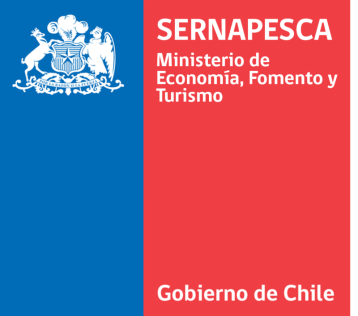 SERNAPESCA
Ministerio de
Economía, Fomento y
Turismo
Gobierno de Chile